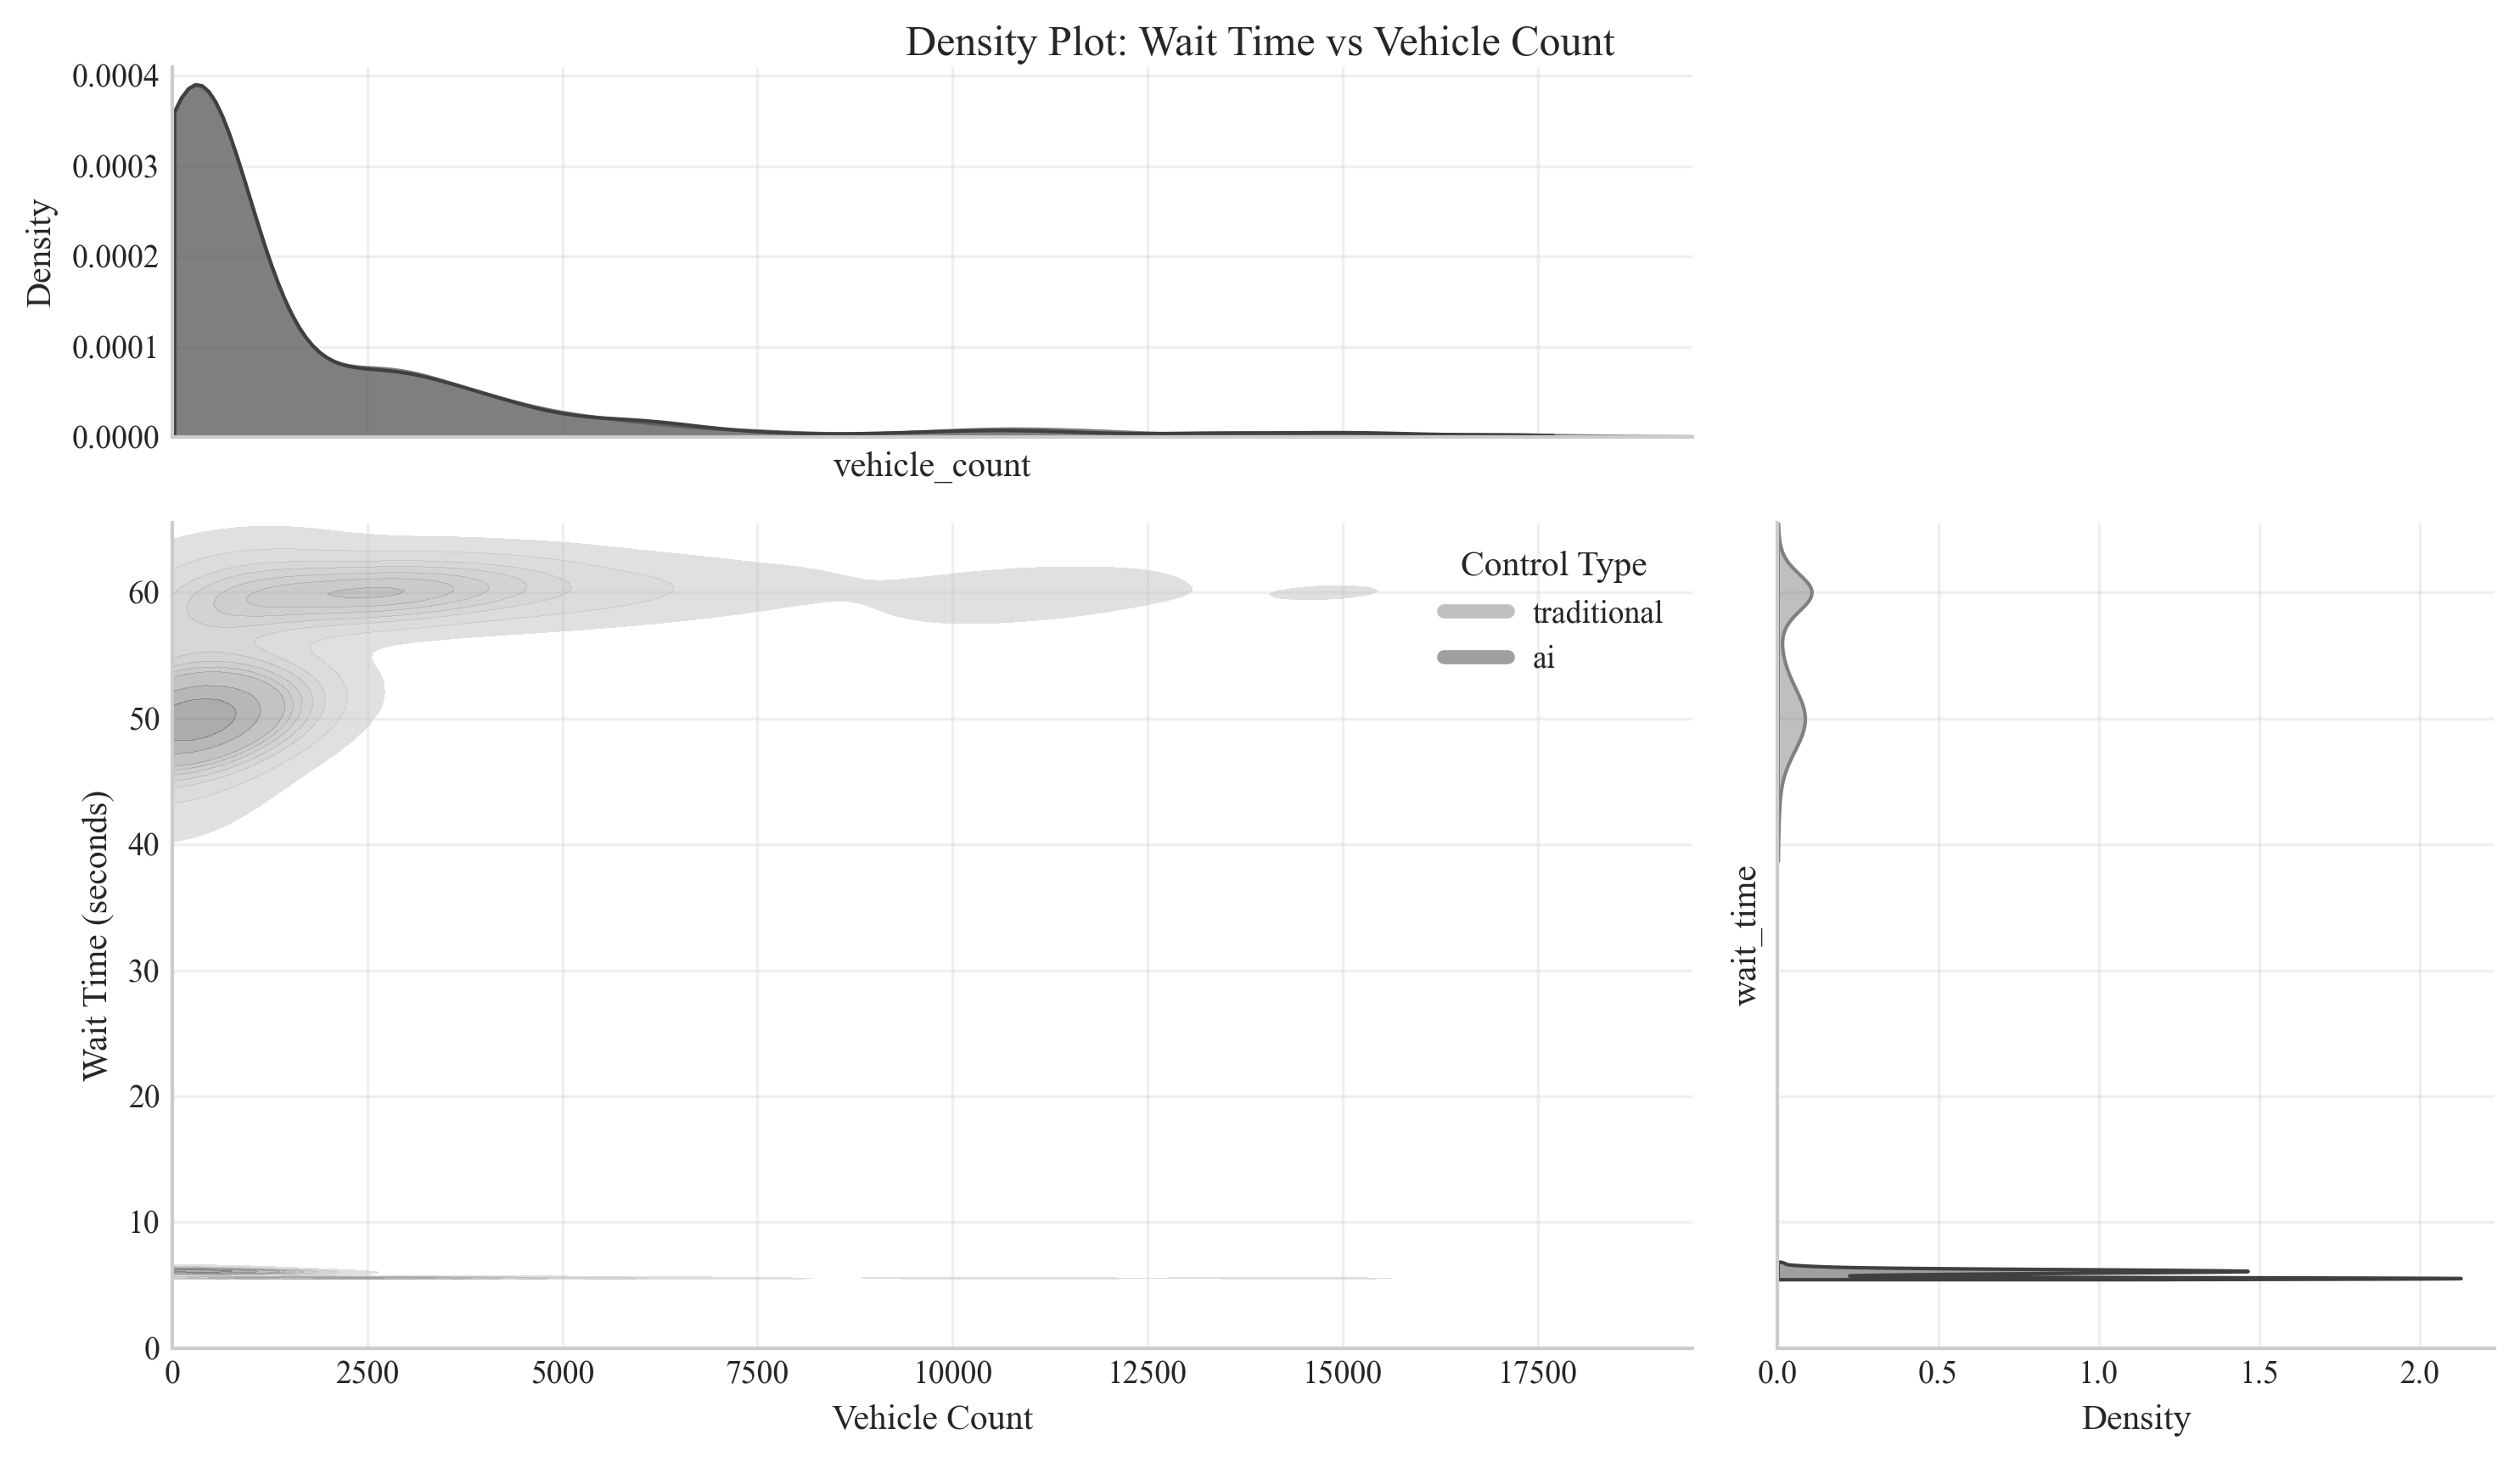 Density Plot: Wait Time vs Vehicle Count
0.0004
0.0003
0.0002
0.0001
0.0000
Density
vehicle_count
Control Type
traditional
ai
60
50
40
30
20
10
0
Wait Time (seconds)
0 2500 5000 7500 10000 12500 15000 17500
Vehicle Count
wait_time
0.0 0.5 1.0 1.5 2.0
Density